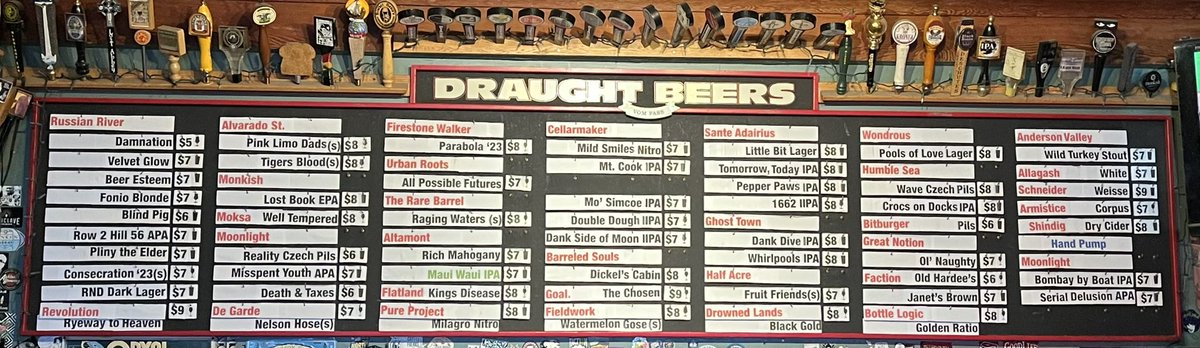 DRAUGHT BEERS
VOM FASS
Russian River
Damnation $5
Velvet Glow $7
Beer Esteem $7
Fonio Blonde $7
Blind Pig $6
Row 2 Hill 56 APA $7
Pliny the Elder $7
Consecration '23(s) $7
RND Dark Lager $7
Revolution $9
Ryeway to Heaven
Alvarado St.
Pink Limo Dads(s) $8
Tigers Blood(s) $8
Monkish
Lost Book EPA $8
Moksa Well Tempered $8
Moonlight
Reality Czech Pils $6
Misspent Youth APA $7
Death & Taxes $6
De Garde $7
Nelson Hose(s)
Firestone Walker
Parabola '23 $8
Urban Roots
All Possible Futures $7
The Rare Barrel
Raging Waters (s) $8
Altamont
Rich Mahogany $7
Maui Waui IPA $7
Flatland Kings Disease $8
Pure Project $8
Milagro Nitro
Cellarmaker
Mild Smiles Nitro $7
Mt. Cook IPA $7
Mo' Simcoe IPA $7
Double Dough IIPA $7
Dank Side of Moon IIPA $7
Barreled Souls
Dickel's Cabin $8
Goal. The Chosen $9
Fieldwork $8
Watermelon Gose(s)
Sante Adairius
Little Bit Lager $8
Tomorrow, Today IPA $8
Pepper Paws IPA $8
1662 IIPA $8
Ghost Town
Dank Dive IPA $8
Whirlpool IPA $8
Half Acre
Fruit Friends(s) $7
Drowned Lands $8
Black Gold
Wondrous
Pools of Love Lager $8
Humble Sea
Wave Czech Pils $8
Crocs on Docks IPA $8
Bitburger Pils $6
Great Notion
Ol' Naughty $7
Faction Old Hardee's $6
Janet's Brown $7
Bottle Logic $8
Golden Ratio
Anderson Valley
Wild Turkey Stout $7
Allagash White $7
Schneider Weisse $9
Armistice Corpus $7
Shindig Dry Cider $8
Hand Pump
Moonlight
Bombay by Boat IPA $7
Serial Delusion APA $7